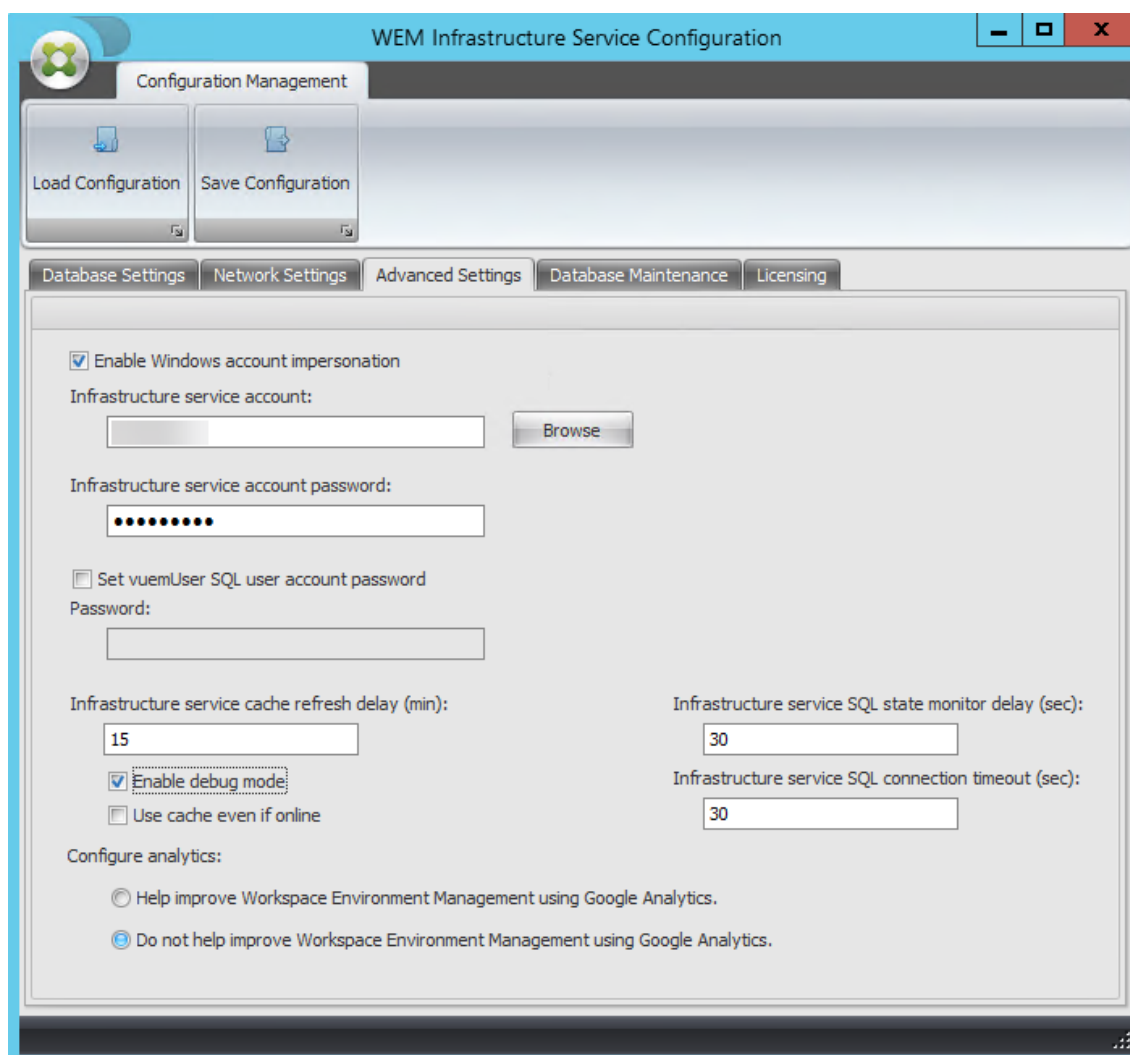 WEM Infrastructure Service Configuration
Configuration Management
Load Configuration
Save Configuration
Database Settings
Network Settings
Advanced Settings
Database Maintenance
Licensing
Enable Windows account impersonation
Infrastructure service account:
Browse
Infrastructure service account password:
•••••••••
Set vuemUser SQL user account password
Password:
Infrastructure service cache refresh delay (min):
15
Enable debug mode
Use cache even if online
Infrastructure service SQL state monitor delay (sec):
30
Infrastructure service SQL connection timeout (sec):
30
Configure analytics:
Help improve Workspace Environment Management using Google Analytics.
Do not help improve Workspace Environment Management using Google Analytics.